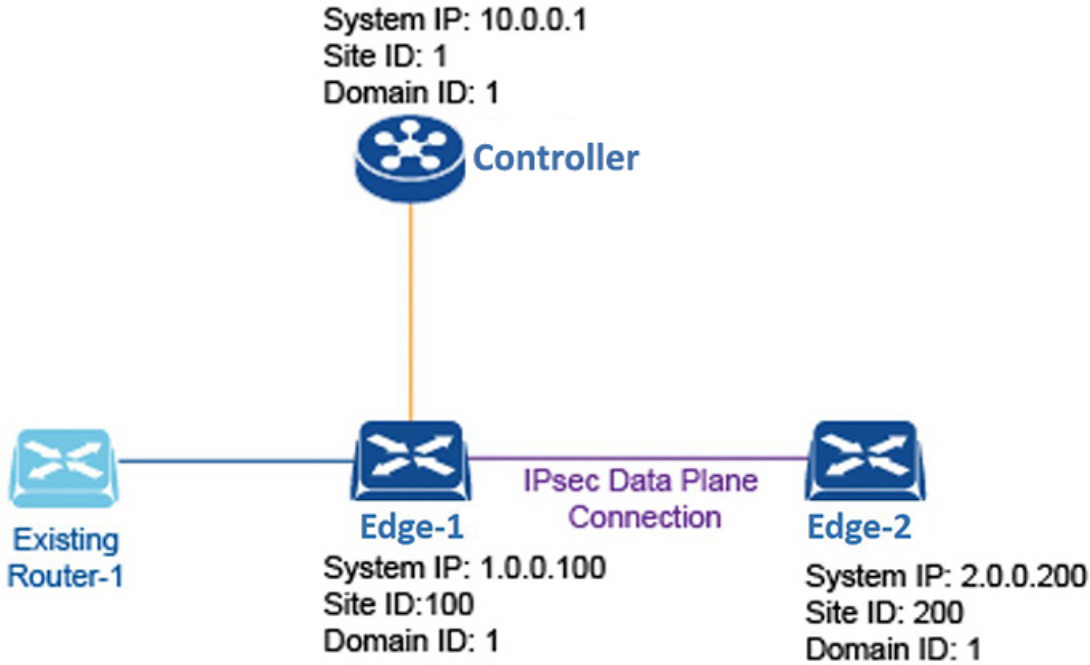 System IP: 10.0.0.1
Site ID: 1
Domain ID: 1
Controller
IPsec Data Plane
Connection
Existing
Router-1
Edge-1
System IP: 1.0.0.100
Site ID:100
Domain ID: 1
Edge-2
System IP: 2.0.0.200
Site ID: 200
Domain ID: 1